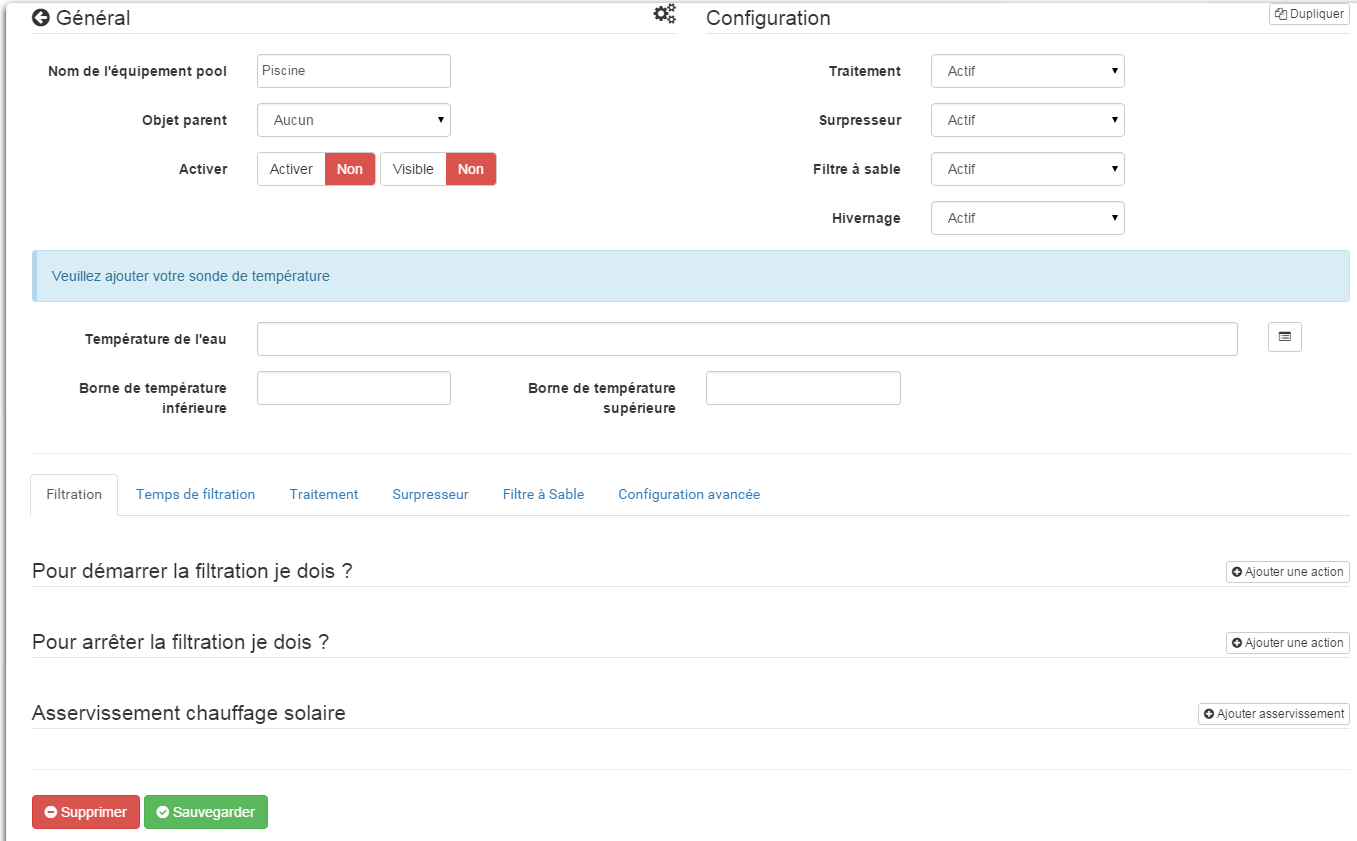 Général
Configuration
Dupliquer
Nom de l'équipement pool
Piscine
Traitement
Actif
Objet parent
Aucun
Surpresseur
Actif
Activer
Activer Non Visible Non
Filtre à sable
Actif
Hivernage
Actif
Veuillez ajouter votre sonde de température
Température de l'eau
Borne de température
inférieure
Borne de température
supérieure
Filtration Temps de filtration Traitement Surpresseur Filtre à Sable Configuration avancée
Pour démarrer la filtration je dois ?
Ajouter une action
Pour arrêter la filtration je dois ?
Ajouter une action
Asservissement chauffage solaire
Ajouter asservissement
Supprimer Sauvegarder